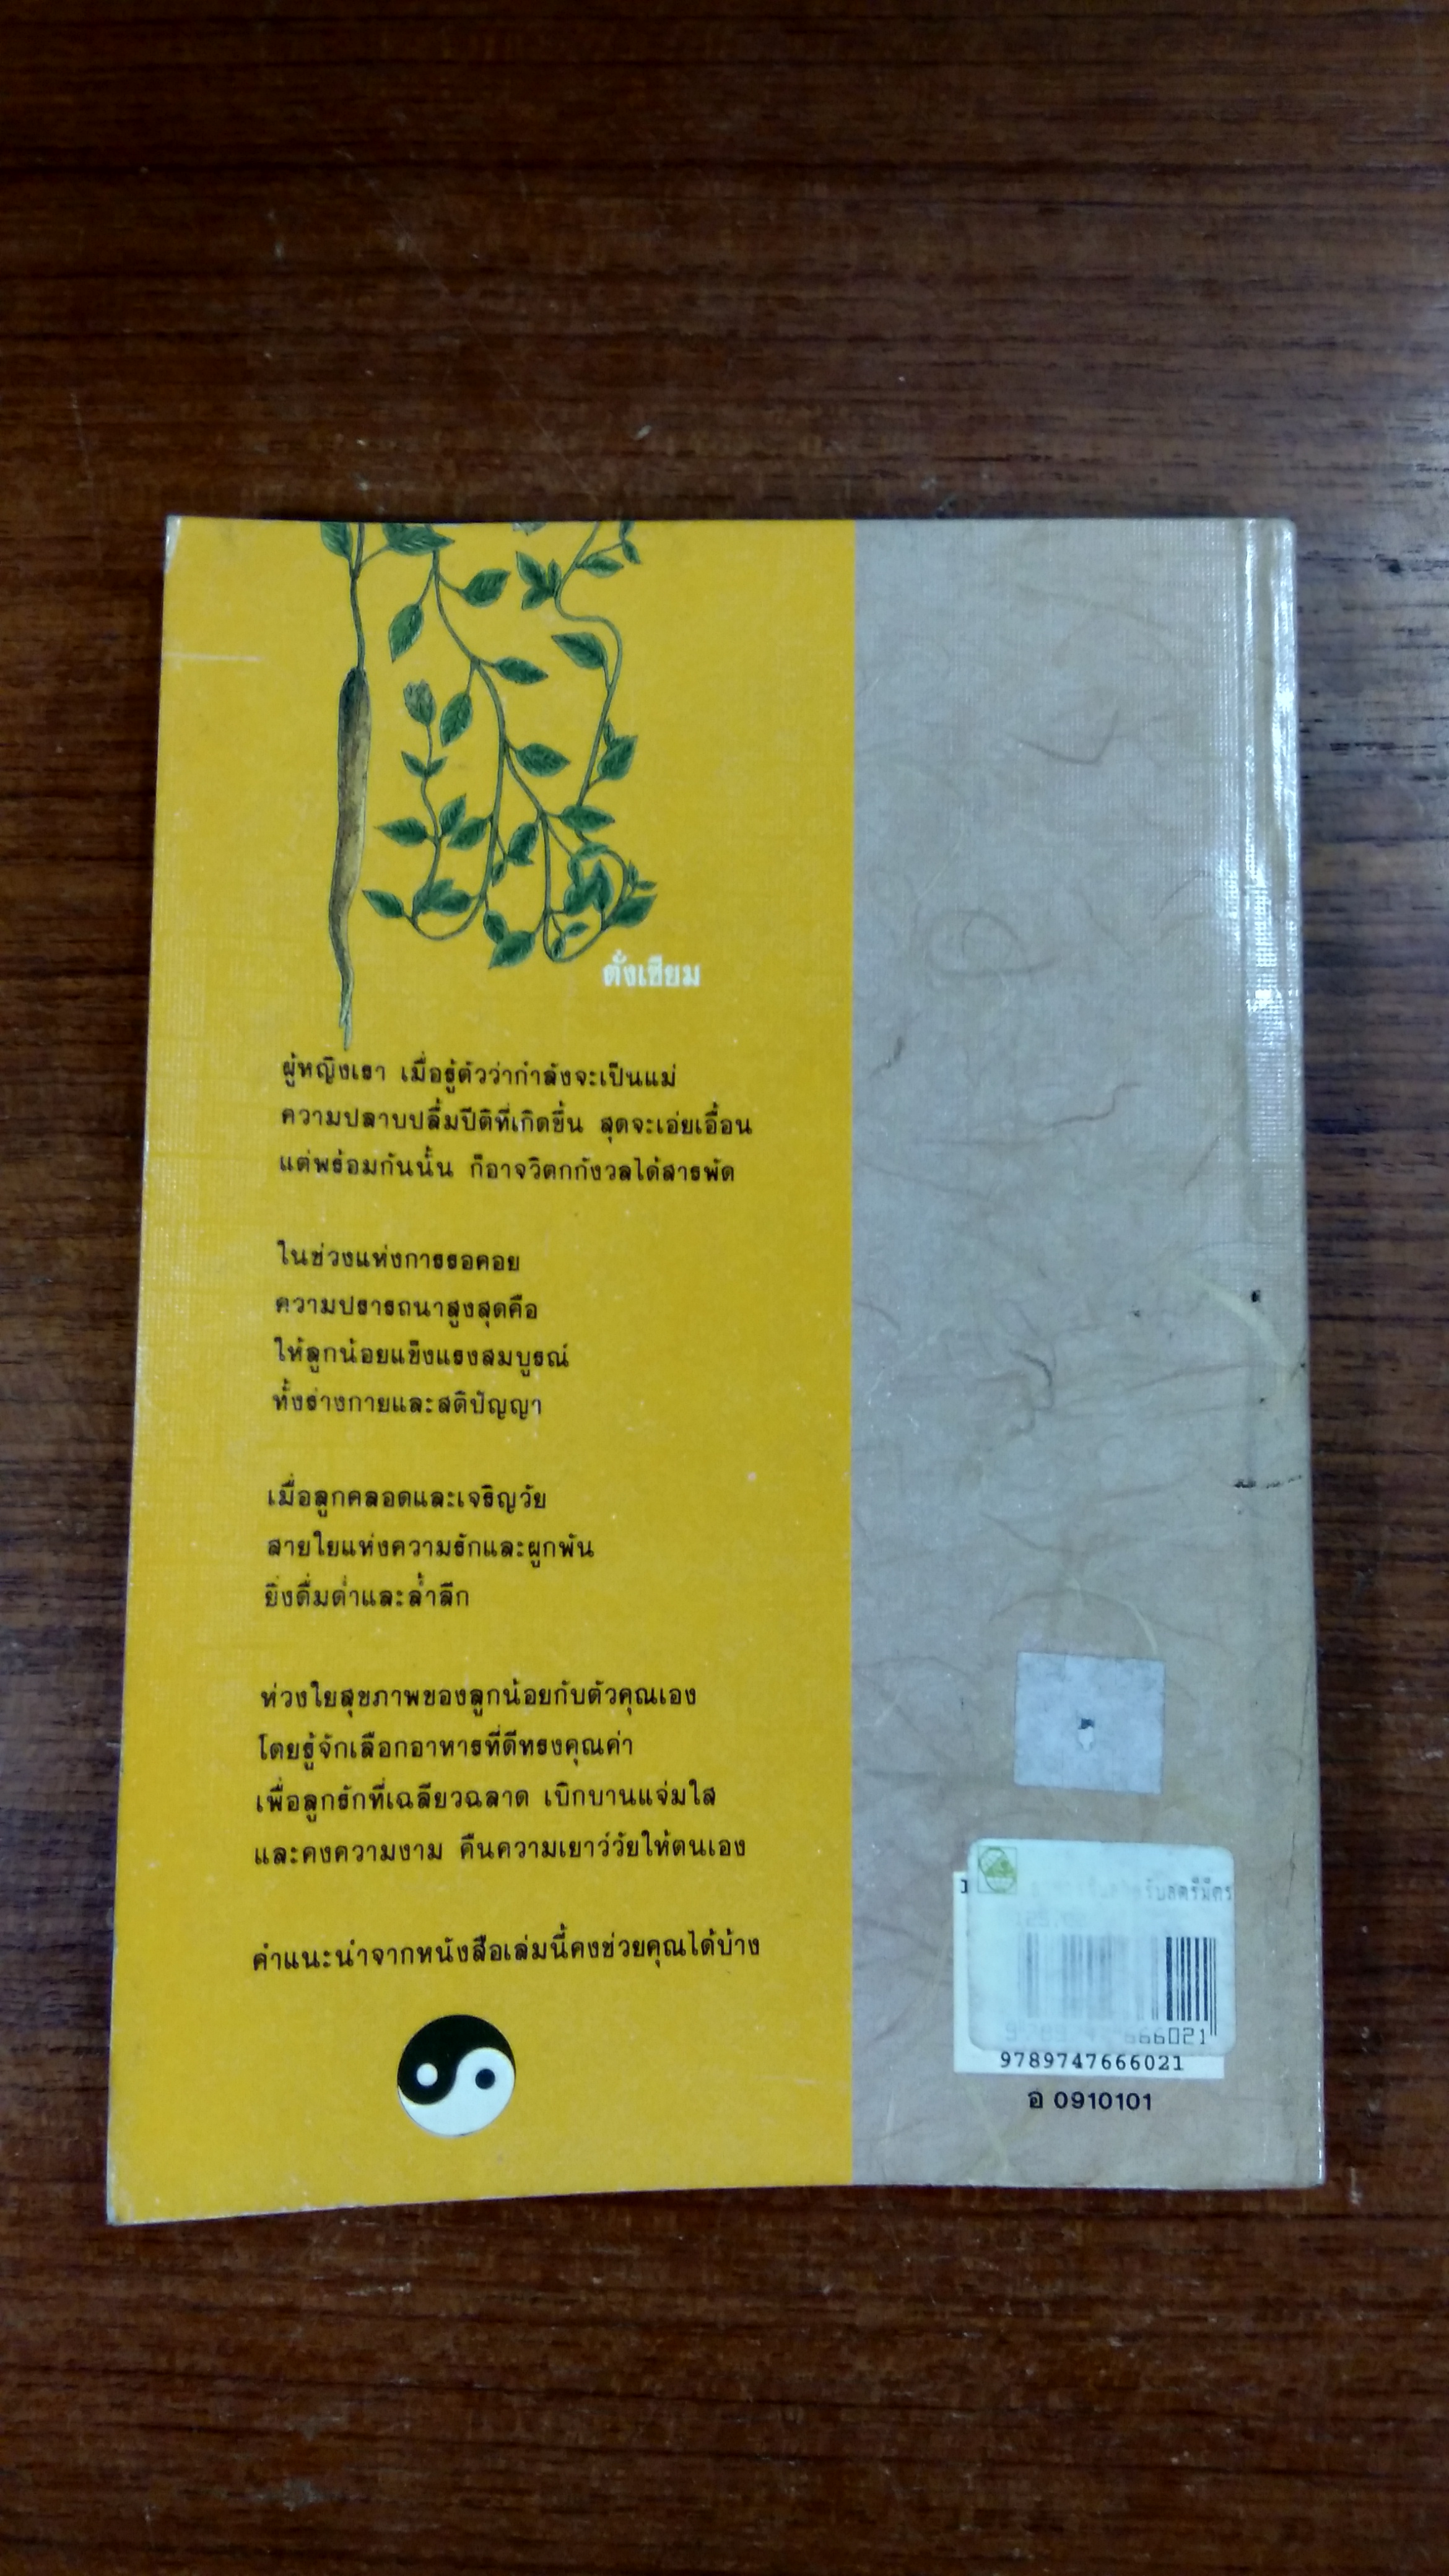 ตั่งเซียม
ผู้หญิงเรา เมื่อรู้ตัวว่ากำลังจะเป็นแม่
ความปลาบปลื้มปีติที่เกิดขึ้น สุดจะเอ่ยเอื้อน
แต่พร้อมกันนั้น ก็อาจวิตกกังวลได้สารพัด
ในช่วงแห่งการรอคอย
ความปรารถนาสูงสุดคือ
ให้ลูกน้อยแข็งแรงสมบูรณ์
ทั้งร่างกายและสติปัญญา
เมื่อลูกคลอดและเจริญวัย
สายใยแห่งความรักและผูกพัน
ยิ่งดื่มด่ำและล้ำลึก
ห่วงใยสุขภาพของลูกน้อยกับตัวคุณเอง
โดยรู้จักเลือกอาหารที่ดีทรงคุณค่า
เพื่อลูกรักที่เฉลียวฉลาด เบิกบานแจ่มใส
และคงความงาม คืนความเยาว์วัยให้ตนเอง
คำแนะนำจากหนังสือเล่มนี้คงช่วยคุณได้บ้าง
666021
9789747666021
อ 0910101